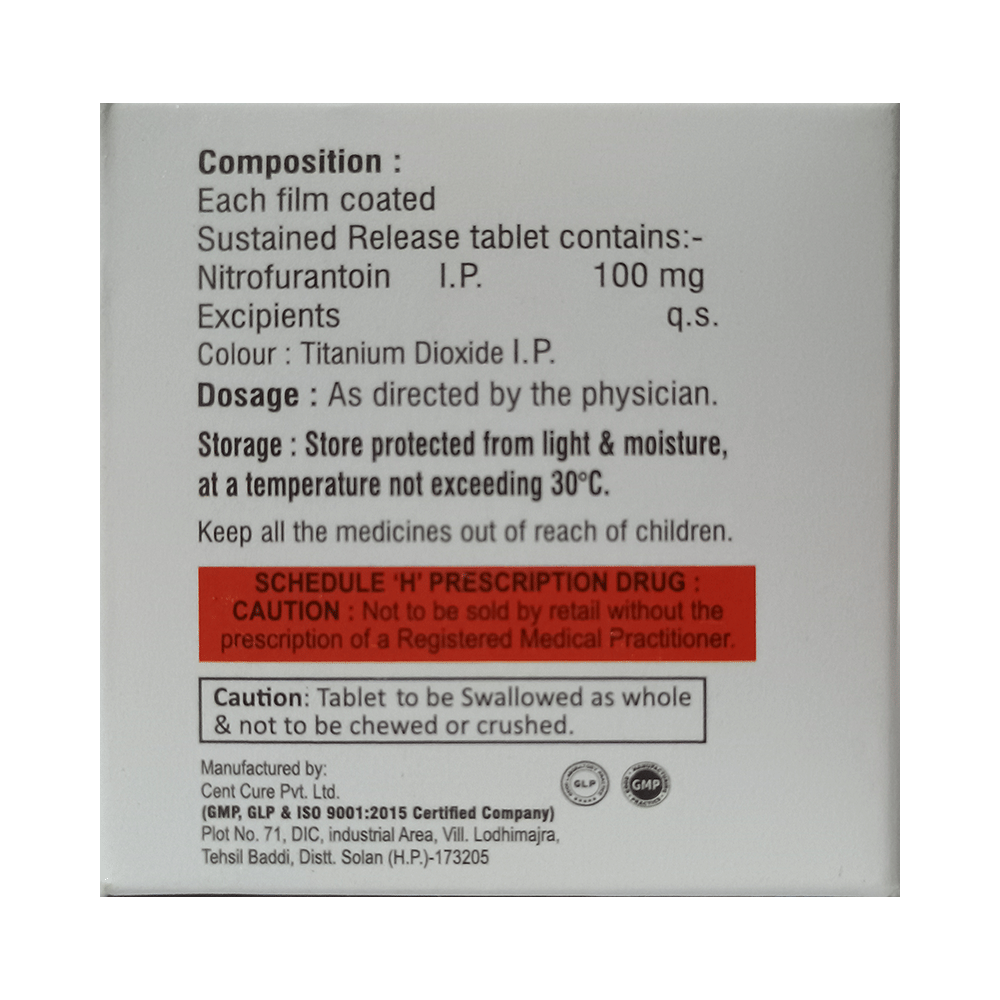 Composition :
Each film coated
Sustained Release tablet contains:-
Nitrofurantoin I.P. 100 mg
Excipients q.s.
Colour : Titanium Dioxide I.P.
Dosage : As directed by the physician.
Storage : Store protected from light & moisture,
at a temperature not exceeding 30°C.
Keep all the medicines out of reach of children.
SCHEDULE 'H' PRESCRIPTION DRUG :
CAUTION : Not to be sold by retail without the
prescription of a Registered Medical Practitioner.
Caution: Tablet to be Swallowed as whole
& not to be chewed or crushed.
Manufactured by:
Cent Cure Pvt. Ltd.
(GMP, GLP & ISO 9001:2015 Certified Company)
Plot No. 71, DIC, industrial Area, Vill. Lodhimajra,
Tehsil Baddi, Distt. Solan (H.P.)-173205
GLP
GMP